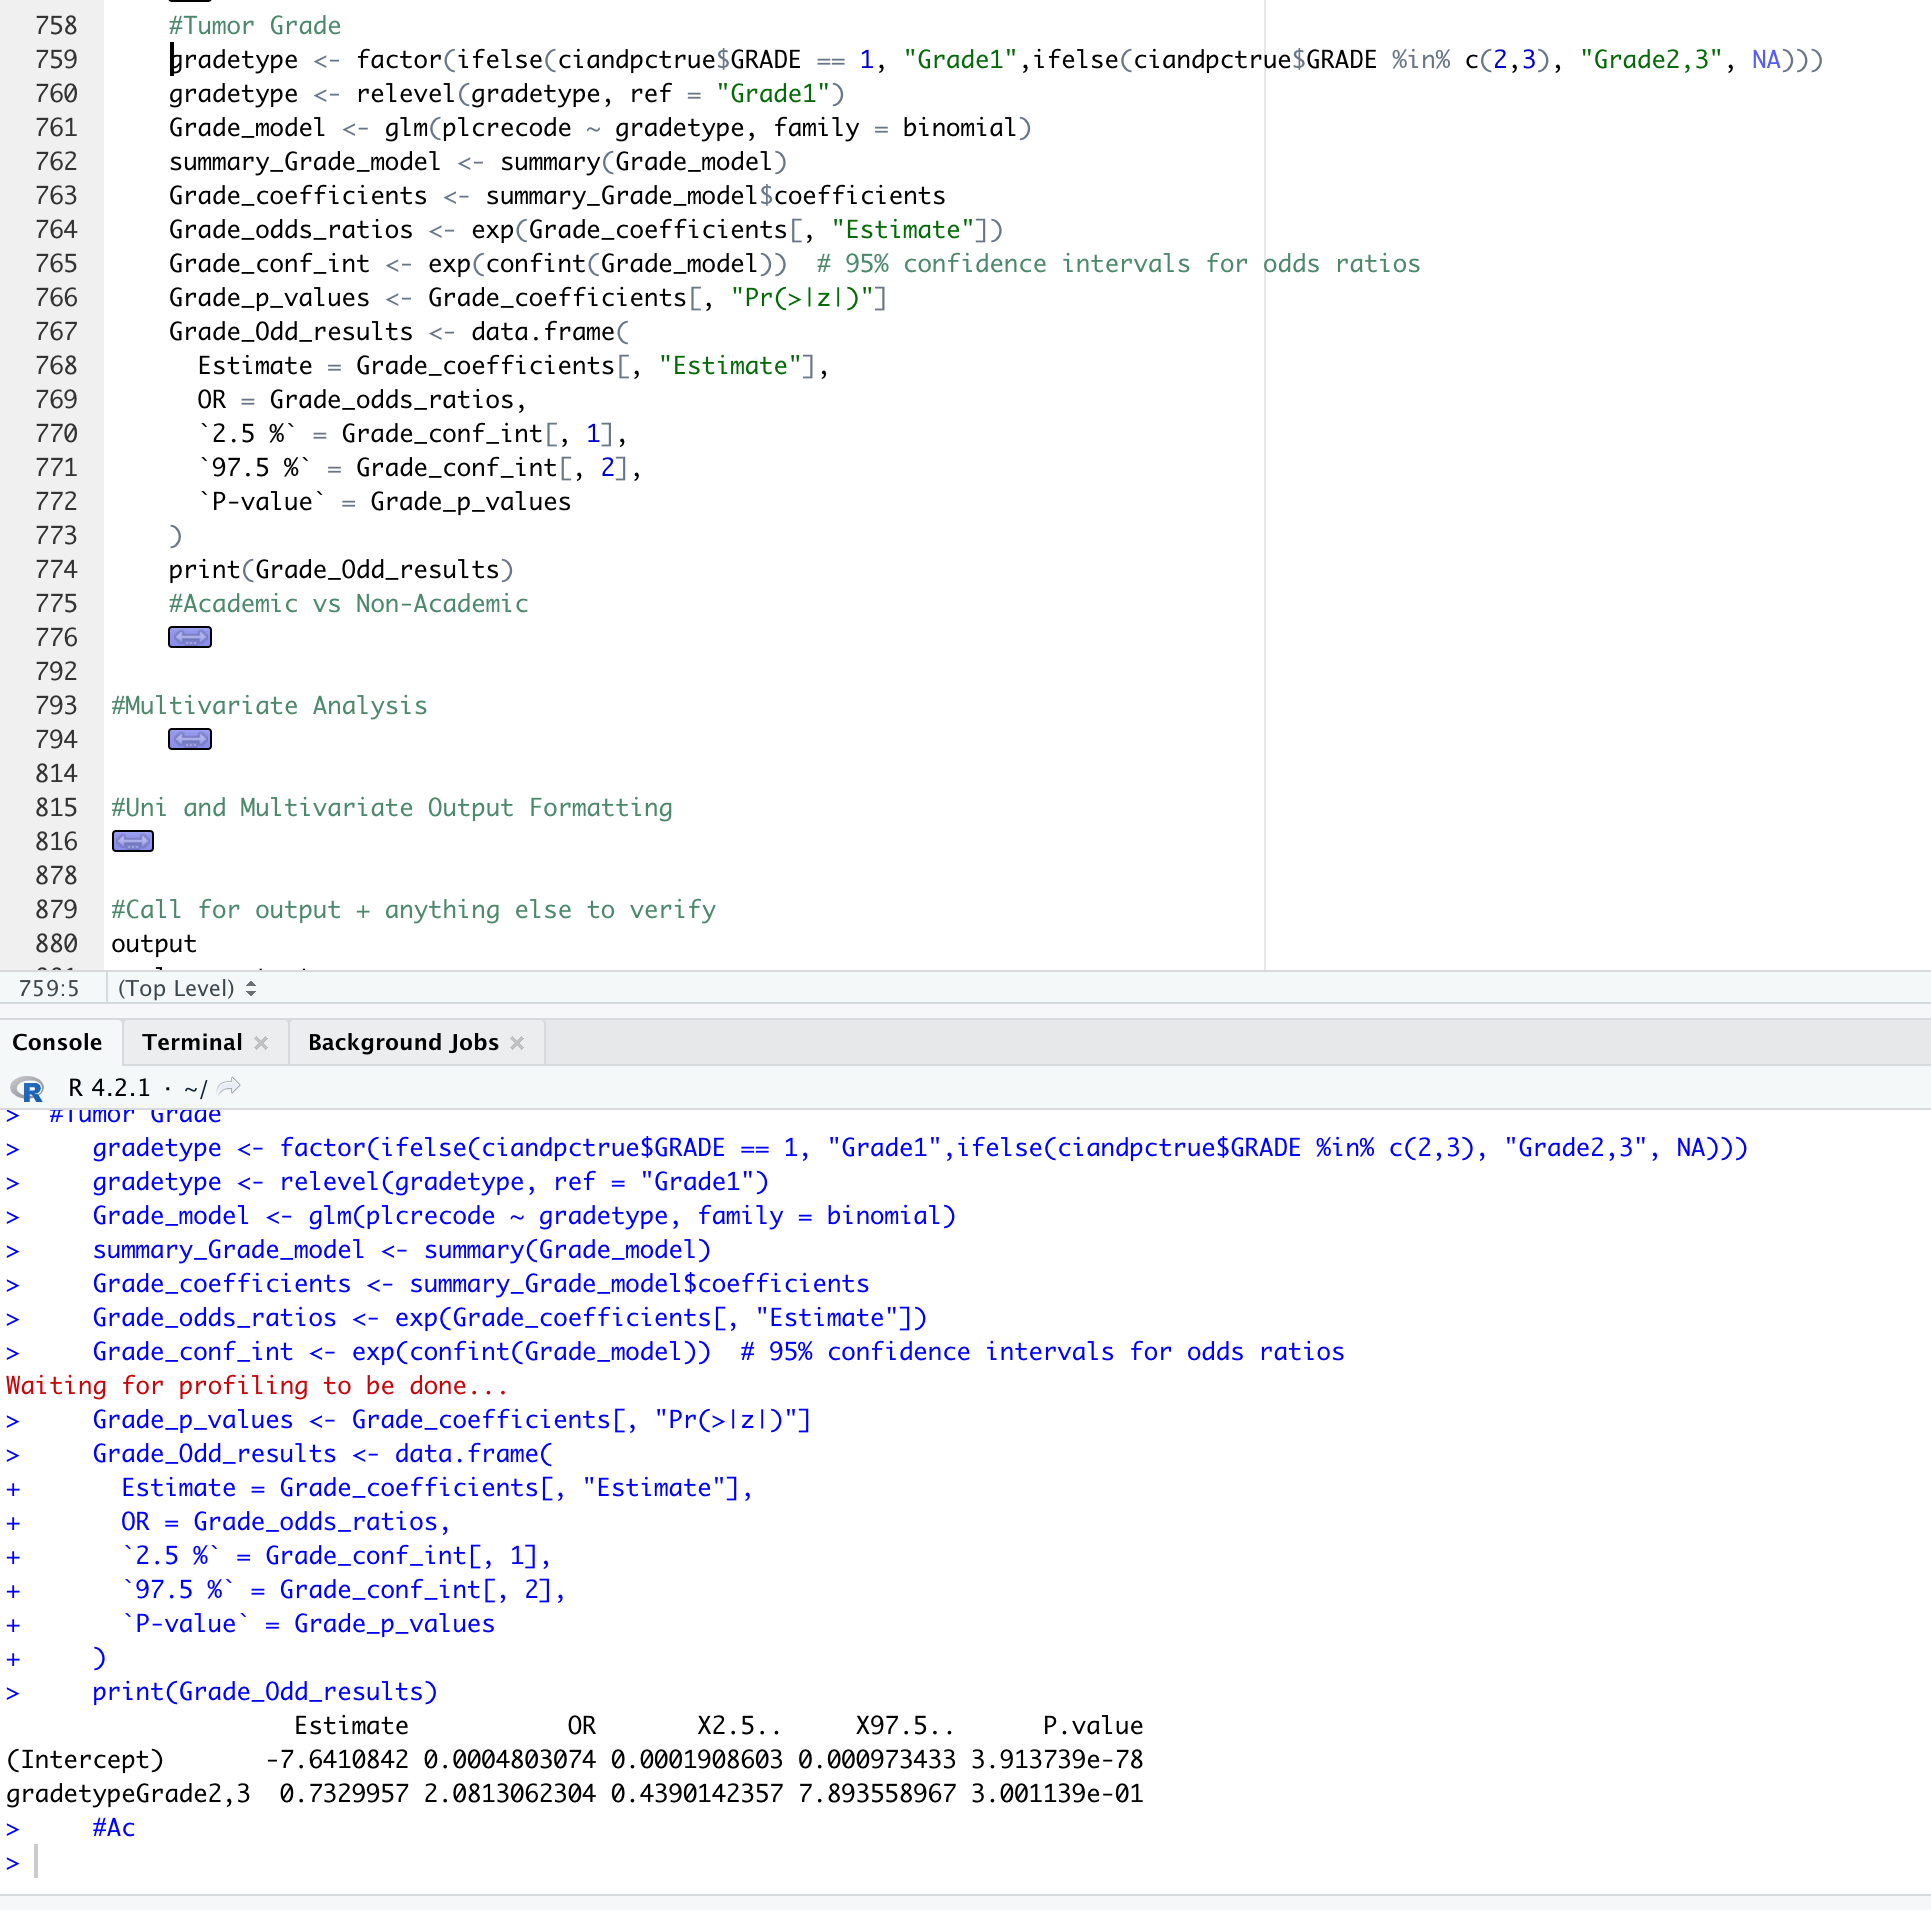 758 #Tumor Grade
759 gradetype <- factor(ifelse(ciandpctrue$GRADE == 1, "Grade1",ifelse(ciandpctrue$GRADE %in% c(2,3), "Grade2,3", NA)))
760 gradetype <- relevel(gradetype, ref = "Grade1")
761 Grade_model <- glm(plcrecode ~ gradetype, family = binomial)
762 summary_Grade_model <- summary(Grade_model)
763 Grade_coefficients <- summary_Grade_model$coefficients
764 Grade_odds_ratios <- exp(Grade_coefficients[, "Estimate"])
765 Grade_conf_int <- exp(confint(Grade_model))  # 95% confidence intervals for odds ratios
766 Grade_p_values <- Grade_coefficients[, "Pr(>|z|)"]
767 Grade_Odd_results <- data.frame(
768 Estimate = Grade_coefficients[, "Estimate"],
769 OR = Grade_odds_ratios,
770 `2.5 %` = Grade_conf_int[, 1],
771 `97.5 %` = Grade_conf_int[, 2],
772 `P-value` = Grade_p_values
773 )
774 print(Grade_Odd_results)
775 #Academic vs Non-Academic
776
792
793 #Multivariate Analysis
794
814
815 #Uni and Multivariate Output Formatting
816
878
879 #Call for output + anything else to verify
880 output
759:5 (Top Level)
Console Terminal Background Jobs
R R 4.2.1 · ~/
> #Tumor Grade
> gradetype <- factor(ifelse(ciandpctrue$GRADE == 1, "Grade1",ifelse(ciandpctrue$GRADE %in% c(2,3), "Grade2,3", NA)))
> gradetype <- relevel(gradetype, ref = "Grade1")
> Grade_model <- glm(plcrecode ~ gradetype, family = binomial)
> summary_Grade_model <- summary(Grade_model)
> Grade_coefficients <- summary_Grade_model$coefficients
> Grade_odds_ratios <- exp(Grade_coefficients[, "Estimate"])
> Grade_conf_int <- exp(confint(Grade_model))  # 95% confidence intervals for odds ratios
Waiting for profiling to be done...
> Grade_p_values <- Grade_coefficients[, "Pr(>|z|)"]
> Grade_Odd_results <- data.frame(
+ Estimate = Grade_coefficients[, "Estimate"],
+ OR = Grade_odds_ratios,
+ `2.5 %` = Grade_conf_int[, 1],
+ `97.5 %` = Grade_conf_int[, 2],
+ `P-value` = Grade_p_values
+ )
> print(Grade_Odd_results)
Estimate OR X2.5.. X97.5.. P.value
(Intercept) -7.6410842 0.0004803074 0.0001908603 0.000973433 3.913739e-78
gradetypeGrade2,3 0.7329957 2.0813062304 0.4390142357 7.893558967 3.001139e-01
> #Ac
>